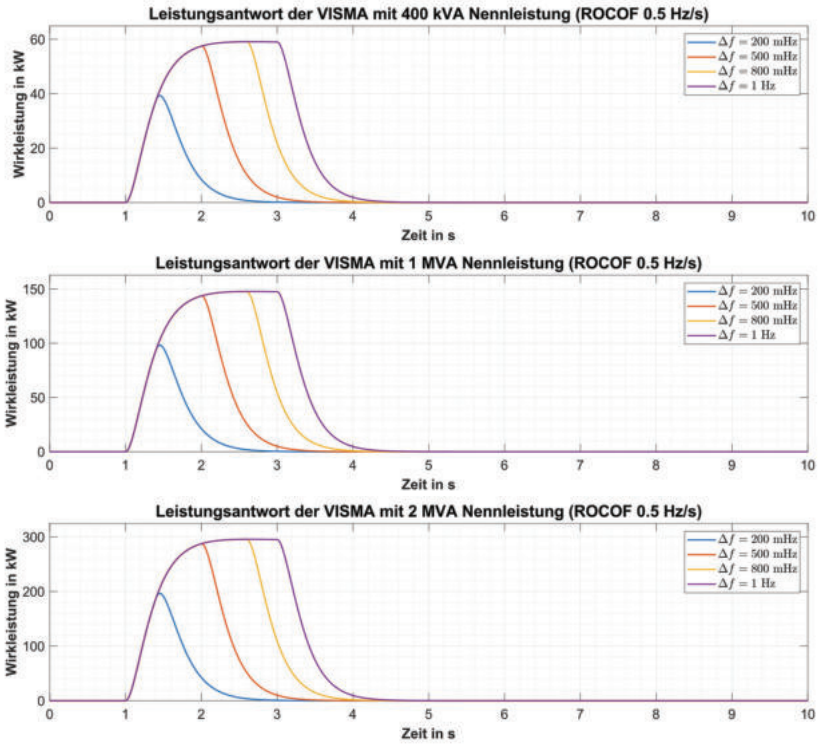 Leistungsantwort der VISMA mit 400 kVA Nennleistung (ROCOF 0.5 Hz/s)
Wirkleistung in kW
60
40
20
0
Δf = 200 mHz
Δf = 500 mHz
Δf = 800 mHz
Δf = 1 Hz
0 1 2 3 4 5 6 7 8 9 10
Zeit in s
Leistungsantwort der VISMA mit 1 MVA Nennleistung (ROCOF 0.5 Hz/s)
Wirkleistung in kW
150
100
50
0
Δf = 200 mHz
Δf = 500 mHz
Δf = 800 mHz
Δf = 1 Hz
0 1 2 3 4 5 6 7 8 9 10
Zeit in s
Leistungsantwort der VISMA mit 2 MVA Nennleistung (ROCOF 0.5 Hz/s)
Wirkleistung in kW
300
200
100
0
Δf = 200 mHz
Δf = 500 mHz
Δf = 800 mHz
Δf = 1 Hz
0 1 2 3 4 5 6 7 8 9 10
Zeit in s